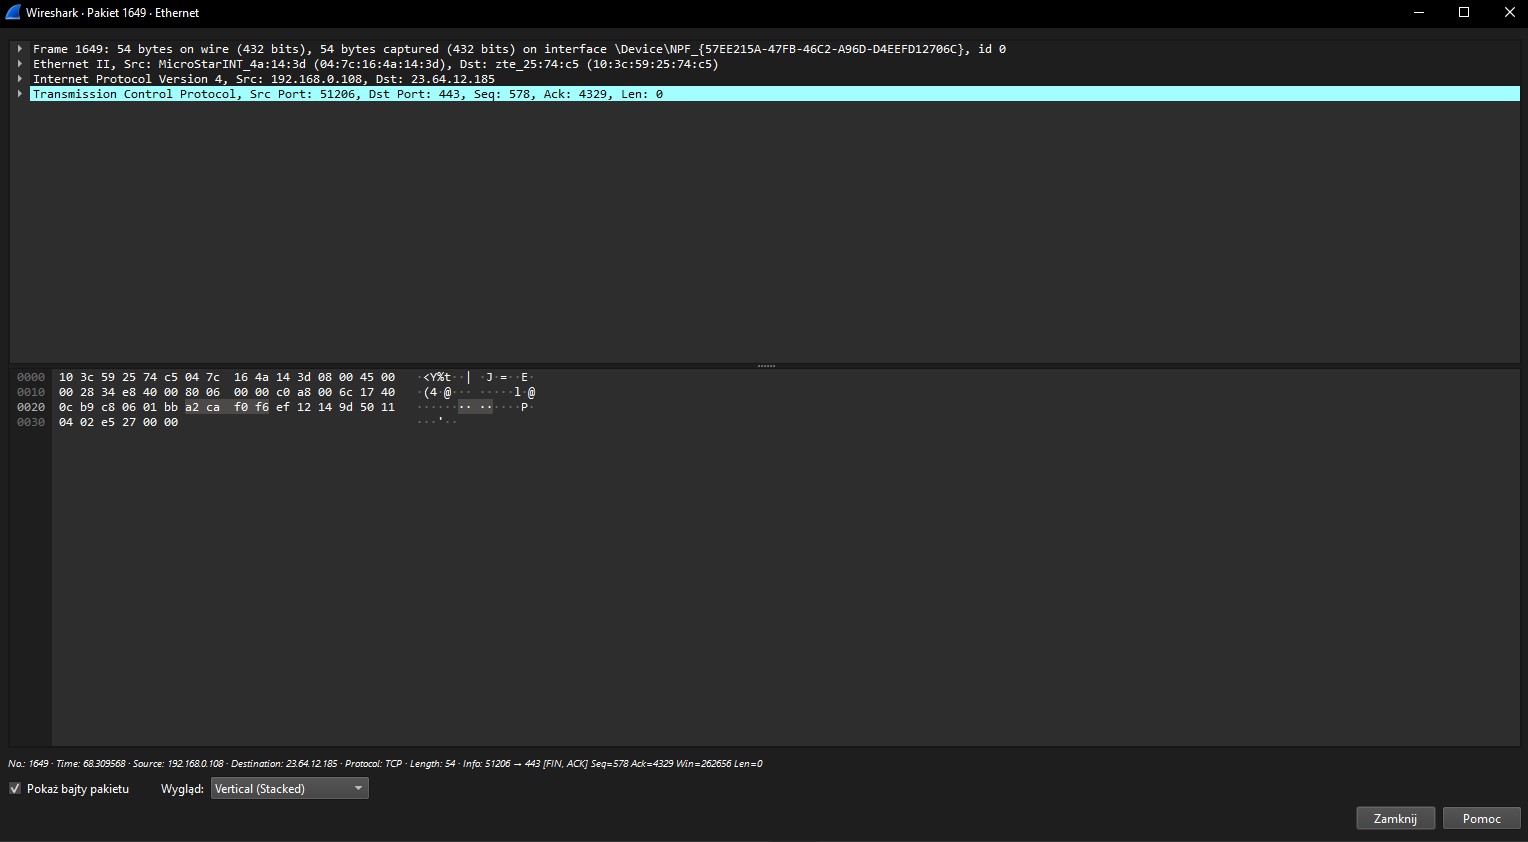 Wireshark · Pakiet 1649 · Ethernet
Frame 1649: 54 bytes on wire (432 bits), 54 bytes captured (432 bits) on interface \Device\NPF_{57EE215A-47FB-46C2-A96D-D4EEFD12706C}, id 0
Ethernet II, Src: MicroStarINT_4a:14:3d (04:7c:16:4a:14:3d), Dst: zte_25:74:c5 (10:3c:59:25:74:c5)
Internet Protocol Version 4, Src: 192.168.0.108, Dst: 23.64.12.185
Transmission Control Protocol, Src Port: 51206, Dst Port: 443, Seq: 578, Ack: 4329, Len: 0
0000 10 3c 59 25 74 c5 04 7c 16 4a 14 3d 08 00 45 00 ·<Y%t··| ·J·=··E·
0010 00 28 34 e8 40 00 80 06 00 00 c0 a8 00 6c 17 40 ·(4·@··· ·····l·@
0020 0c b9 c8 06 01 bb a2 ca f0 f6 ef 12 14 9d 50 11 ········ ······P·
0030 04 02 e5 27 00 00 ···'··
No.: 1649 · Time: 68.309568 · Source: 192.168.0.108 · Destination: 23.64.12.185 · Protocol: TCP · Length: 54 · Info: 51206 → 443 [FIN, ACK] Seq=578 Ack=4329 Win=262656 Len=0
Pokaż bajty pakietu Wygląd: Vertical (Stacked)
Zamknij Pomoc